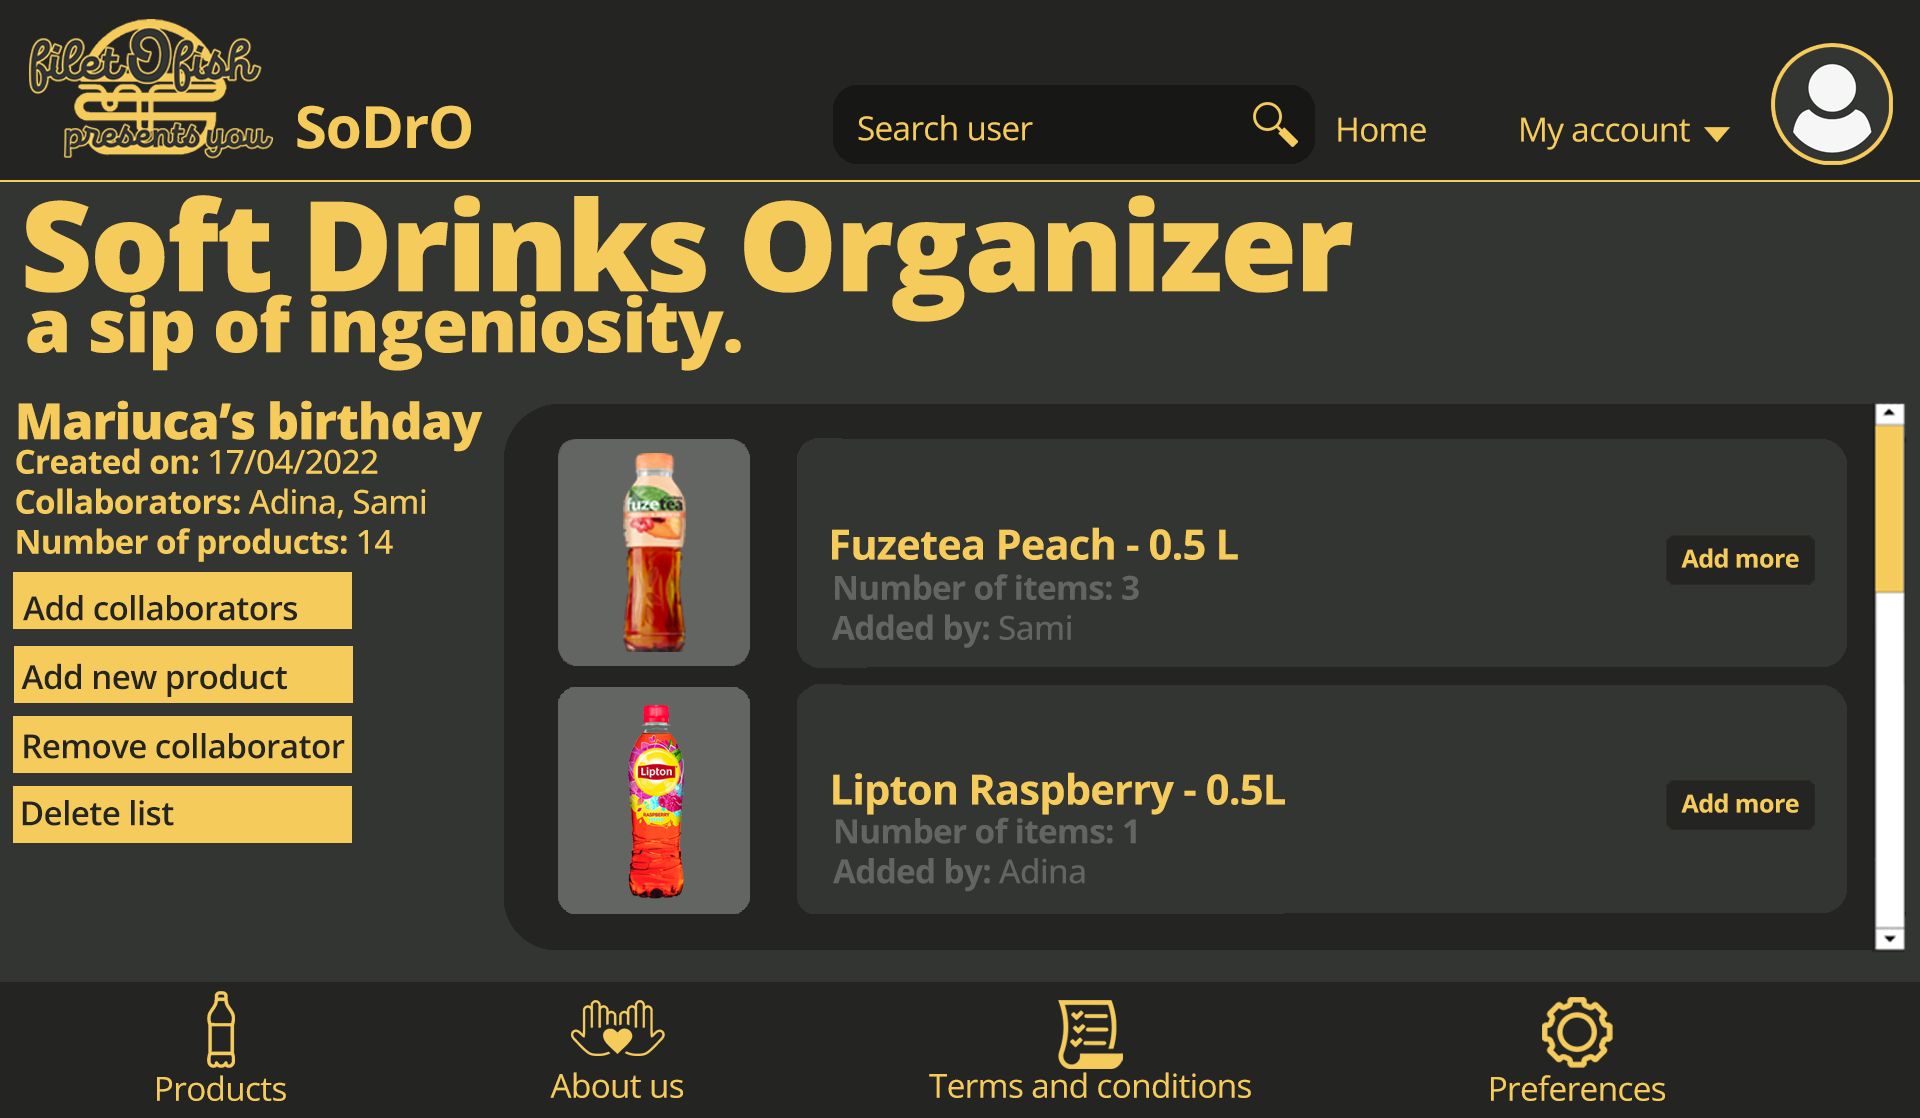 filet O fish
presents you
SoDrO
Search user
Home
My account
Soft Drinks Organizer
a sip of ingeniosity.
Mariuca’s birthday
Created on: 17/04/2022
Collaborators: Adina, Sami
Number of products: 14
Add collaborators
Add new product
Remove collaborator
Delete list
fuzetea
Fuzetea Peach - 0.5 L
Number of items: 3
Added by: Sami
Add more
Lipton
RASPBERRY
Lipton Raspberry - 0.5L
Number of items: 1
Added by: Adina
Add more
Products
About us
Terms and conditions
Preferences